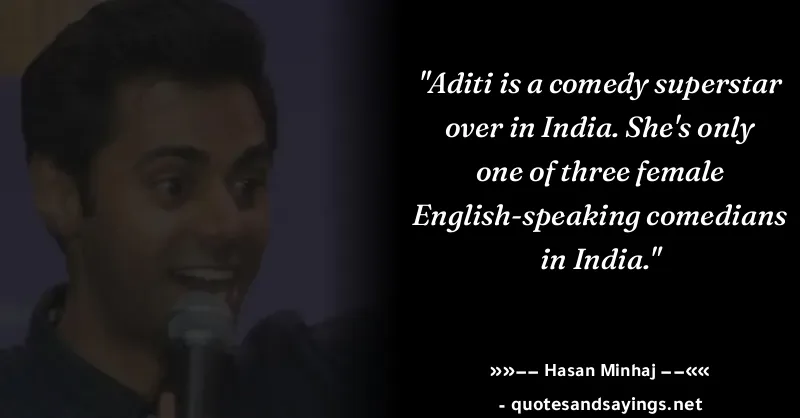 "Aditi is a comedy superstar
over in India. She's only
one of three female
English-speaking comedians
in India."
»»−− Hasan Minhaj −−««
- quotesandsayings.net